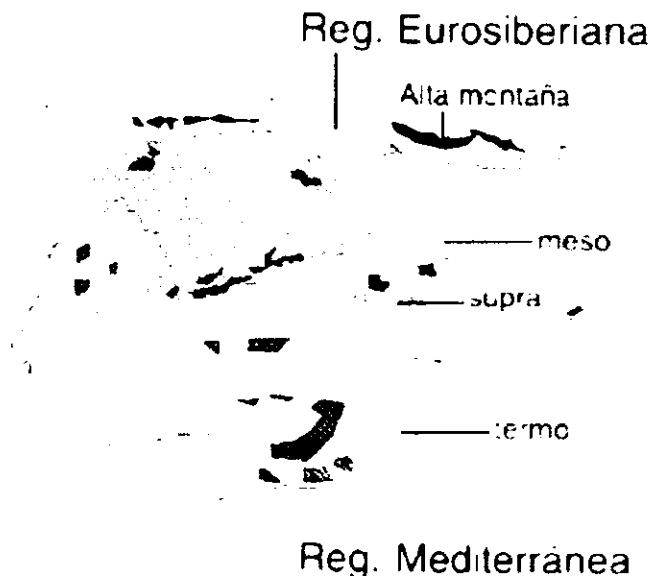 Reg. Eurosiberiana
Alta montaña
meso
supra
termo
Reg. Mediterránea